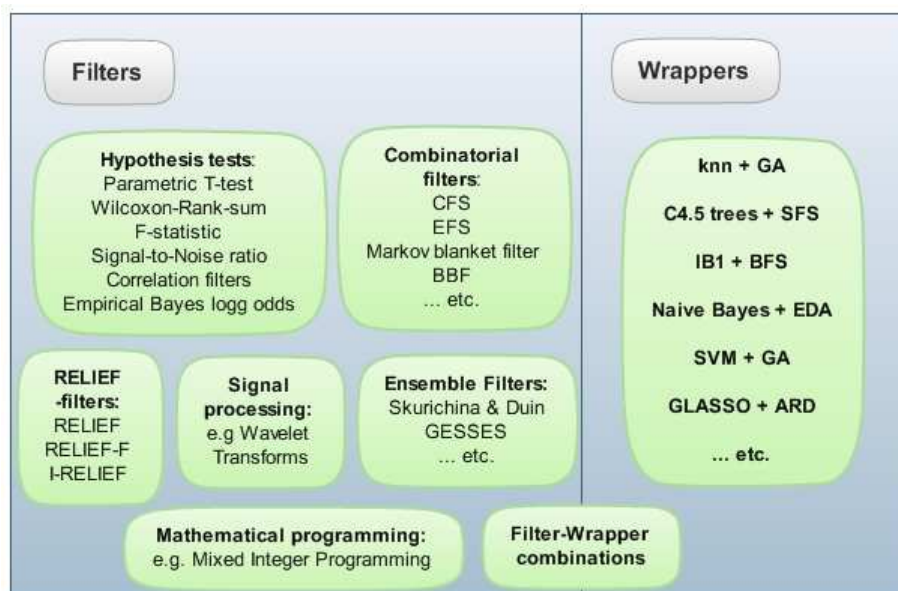 Filters
Wrappers
Hypothesis tests:
Parametric T-test
Wilcoxon-Rank-sum
F-statistic
Signal-to-Noise ratio
Correlation filters
Empirical Bayes logg odds
Combinatorial
filters:
CFS
EFS
Markov blanket filter
BBF
... etc.
knn + GA
C4.5 trees + SFS
IB1 + BFS
Naive Bayes + EDA
SVM + GA
GLASSO + ARD
... etc.
RELIEF
-filters:
RELIEF
RELIEF-F
I-RELIEF
Signal
processing:
e.g Wavelet
Transforms
Ensemble Filters:
Skurichina & Duin
GESSES
... etc.
Mathematical programming:
e.g. Mixed Integer Programming
Filter-Wrapper
combinations